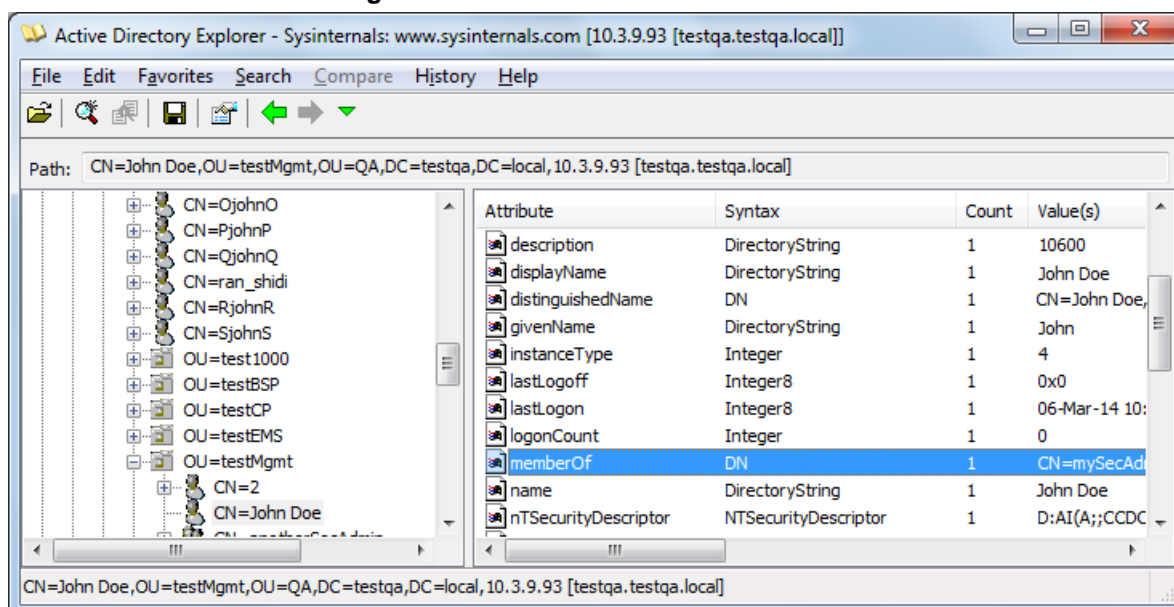 Active Directory Explorer - Sysinternals: www.sysinternals.com [10.3.9.93 [testqa.testqa.local]]
File Edit Favorites Search Compare History Help
Path: CN=John Doe,OU=testMgmt,OU=QA,DC=testqa,DC=local,10.3.9.93 [testqa.testqa.local]
CN=OjohnO
CN=PjohnP
CN=QjohnQ
CN=ran_shidi
CN=RjohnR
CN=SjohnS
OU=test1000
OU=testBSP
OU=testCP
OU=testEMS
OU=testMgmt
CN=2
CN=John Doe
CN=anotherSecAdmin
Attribute Syntax Count Value(s)
description DirectoryString 1 10600
displayName DirectoryString 1 John Doe
distinguishedName DN 1 CN=John Doe,
givenName DirectoryString 1 John
instanceType Integer 1 4
lastLogoff Integer8 1 0x0
lastLogon Integer8 1 06-Mar-14 10:
logonCount Integer 1 0
memberOf DN 1 CN=mySecAdı
name DirectoryString 1 John Doe
nTSecurityDescriptor NTSecurityDescriptor 1 D:AI(A;;CCDC
CN=John Doe,OU=testMgmt,OU=QA,DC=testqa,DC=local,10.3.9.93 [testqa.testqa.local]